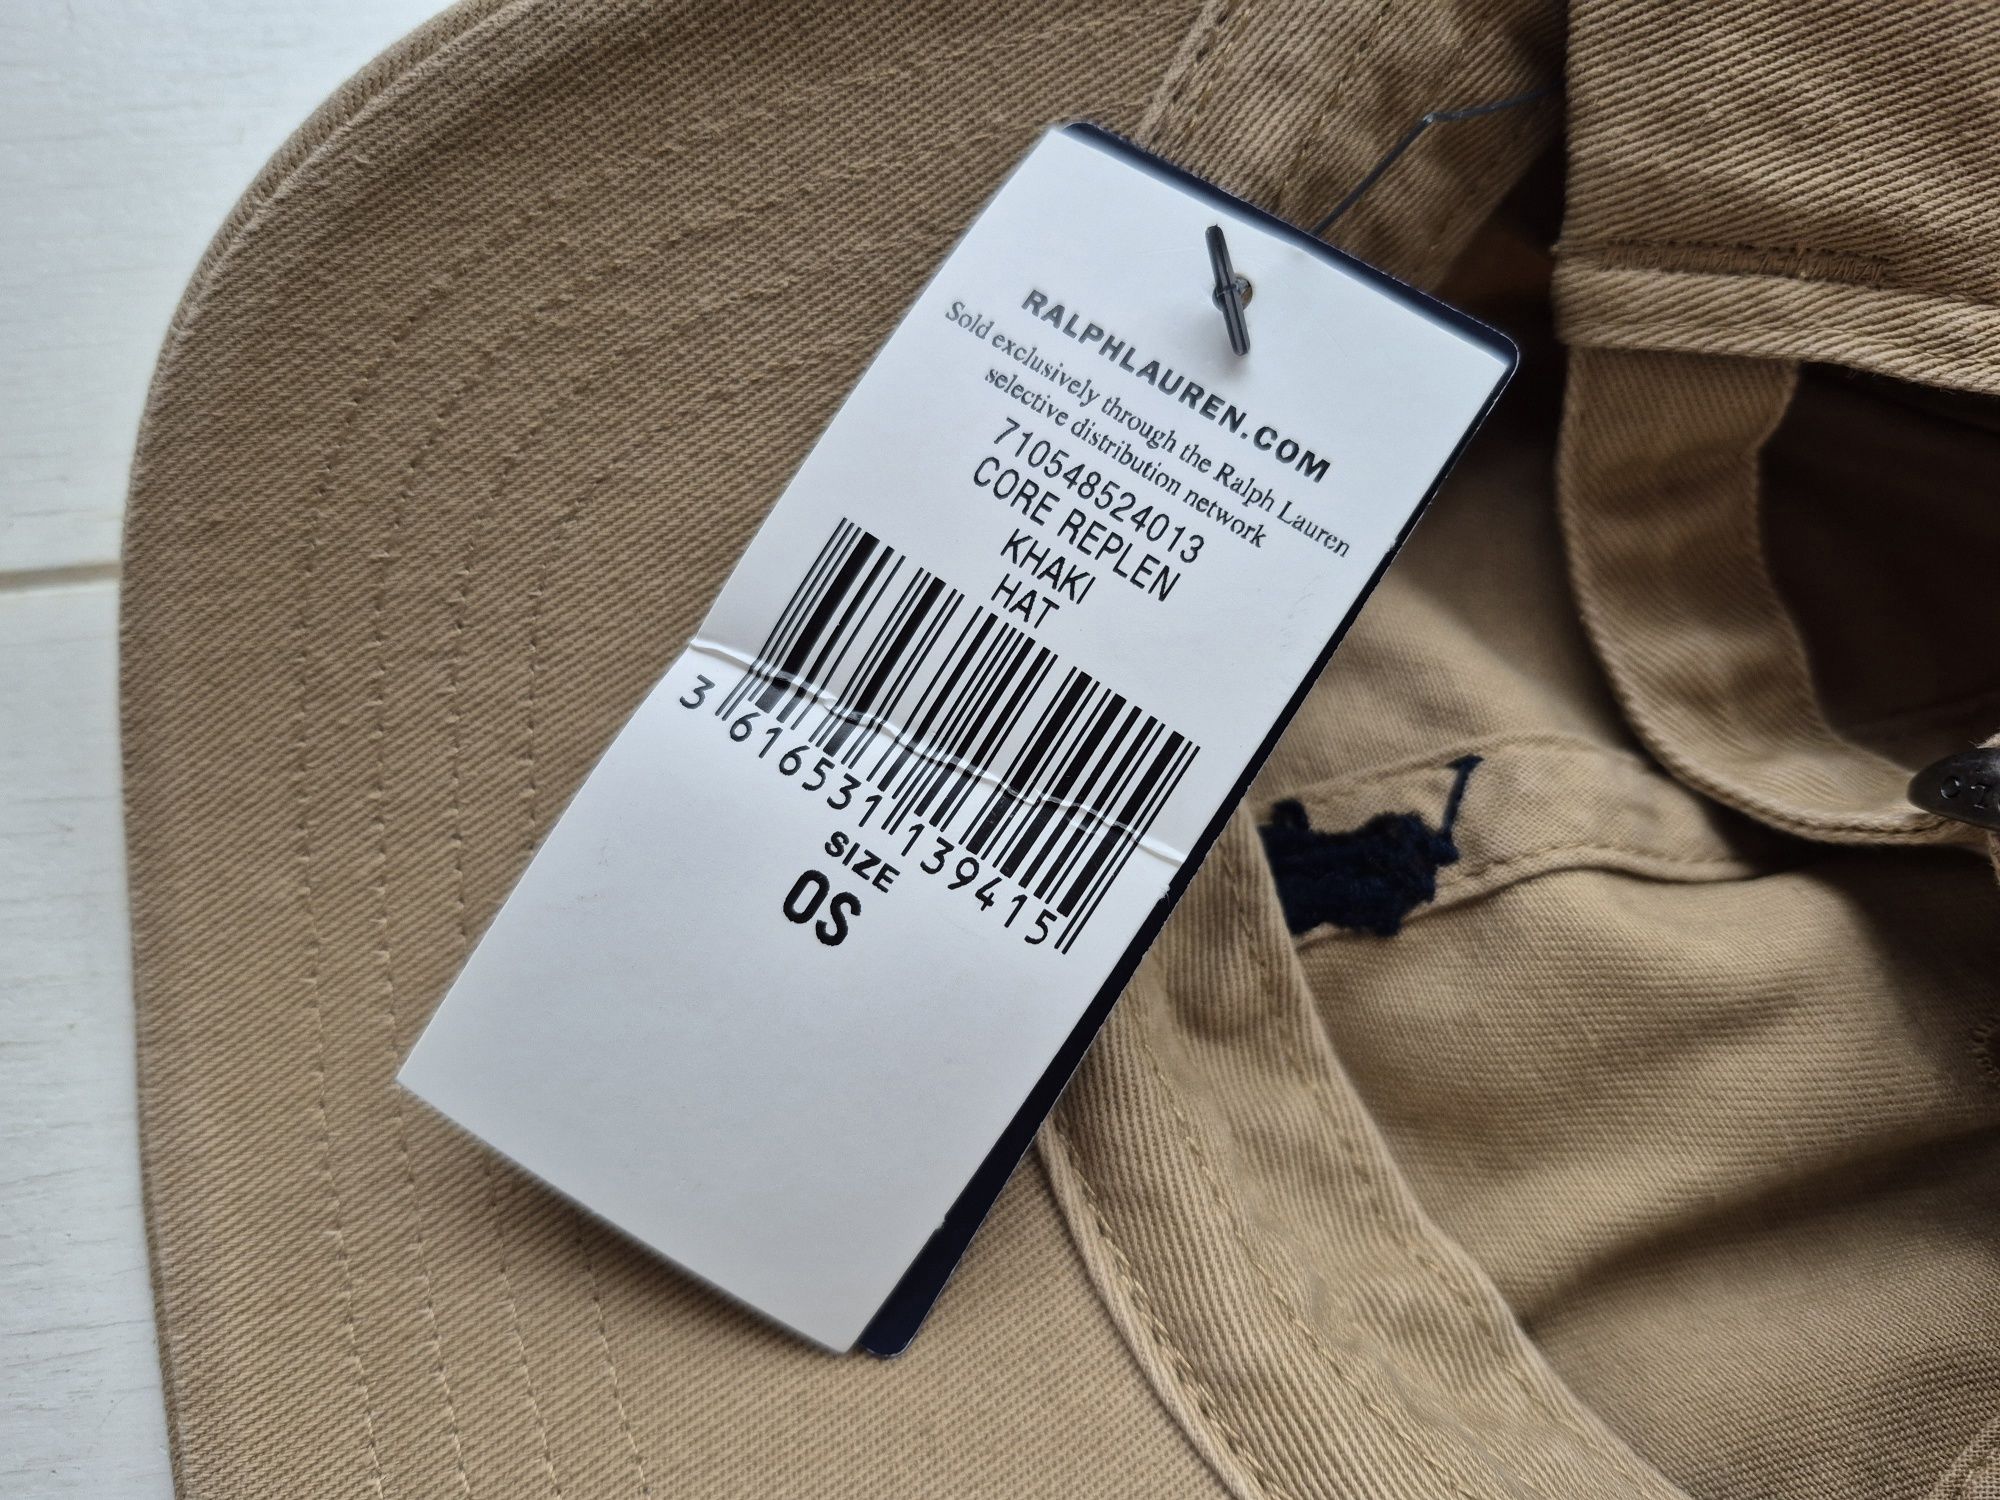 RALPHLAUREN.COM
Sold exclusively through the Ralph Lauren
selective distribution network
710548524013
CORE REPLEN
KHAKI
HAT
3 616531 139415
SIZE
OS